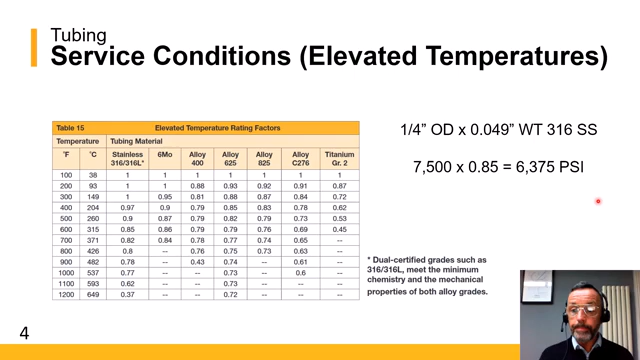 Tubing
Service Conditions (Elevated Temperatures)
Table 15 Elevated Temperature Rating Factors
Temperature Tubing Material
°F °C Stainless 316/316L* 6Mo Alloy 400 Alloy 625 Alloy 825 Alloy C276 Titanium Gr. 2
100 38 1 1 1 1 1 1 1
200 93 1 1 0.88 0.93 0.92 0.91 0.87
300 149 1 0.95 0.81 0.88 0.87 0.84 0.72
400 204 0.97 0.9 0.79 0.85 0.83 0.78 0.62
500 260 0.9 0.87 0.79 0.82 0.79 0.73 0.53
600 315 0.85 0.86 0.79 0.79 0.76 0.69 0.45
700 371 0.82 0.84 0.78 0.77 0.74 0.65 --
800 426 0.8 -- 0.76 0.75 0.73 0.63 --
900 482 0.78 -- 0.43 0.74 -- 0.61 --
1000 537 0.77 -- -- 0.73 -- 0.6 --
1100 593 0.62 -- -- 0.73 -- -- --
1200 649 0.37 -- -- 0.72 -- -- --
1/4” OD x 0.049” WT 316 SS
7,500 x 0.85 = 6,375 PSI
* Dual-certified grades such as
316/316L, meet the minimum
chemistry and the mechanical
properties of both alloy grades.
4